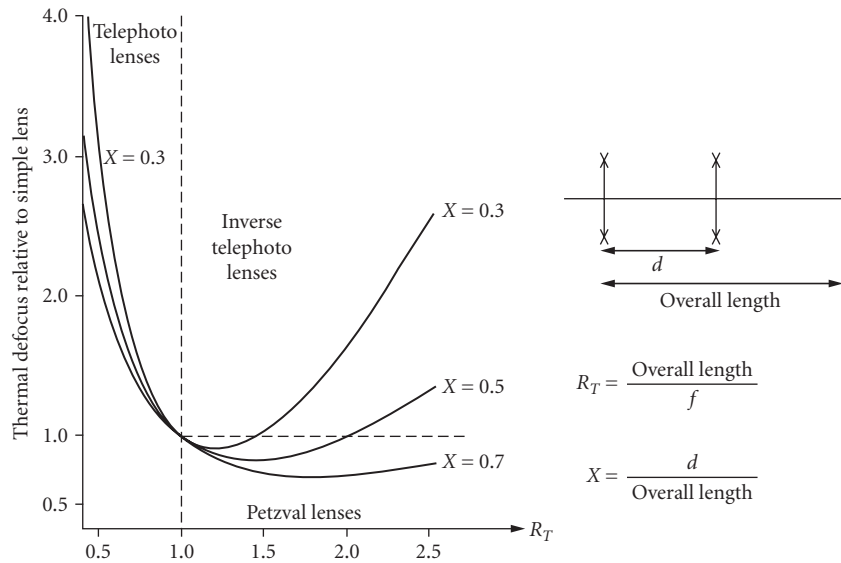 Thermal defocus relative to simple lens
4.0
3.0
2.0
1.0
0.5
Telephoto
lenses
X = 0.3
Inverse
telephoto
lenses
X = 0.3
X = 0.5
X = 0.7
Petzval lenses
0.5 1.0 1.5 2.0 2.5
R_T
d
Overall length
R_T = Overall length / f
X = d / Overall length